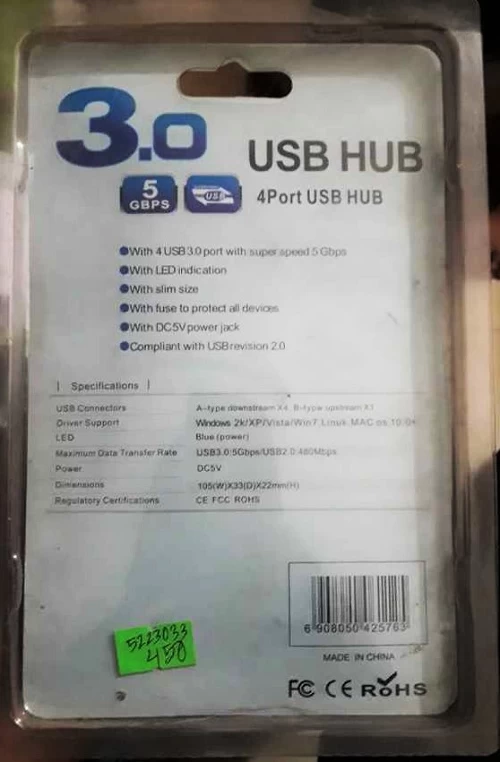 3.0
USB HUB
5
GBPS
USB
4Port USB HUB
With 4 USB 3.0 port with super speed 5 Gbps
With LED indication
With slim size
With fuse to protect all devices
With DC5V power jack
Compliant with USB revision 2.0
| Specifications |
USB Connectors A-type downstream X4, B-type upstream X1
Driver Support Windows 2k/XP/Vista/Win7,Linux, MAC os 10.0+
LED Blue (power)
Maximum Data Transfer Rate USB3.0:5Gbps/USB2.0:480Mbps
Power DC5V
Dimensions 105(W)X33(D)X22mm(H)
Regulatory Certifications CE FCC ROHS
5223033
450
6 908050 425763
MADE IN CHINA
FC CE RoHS